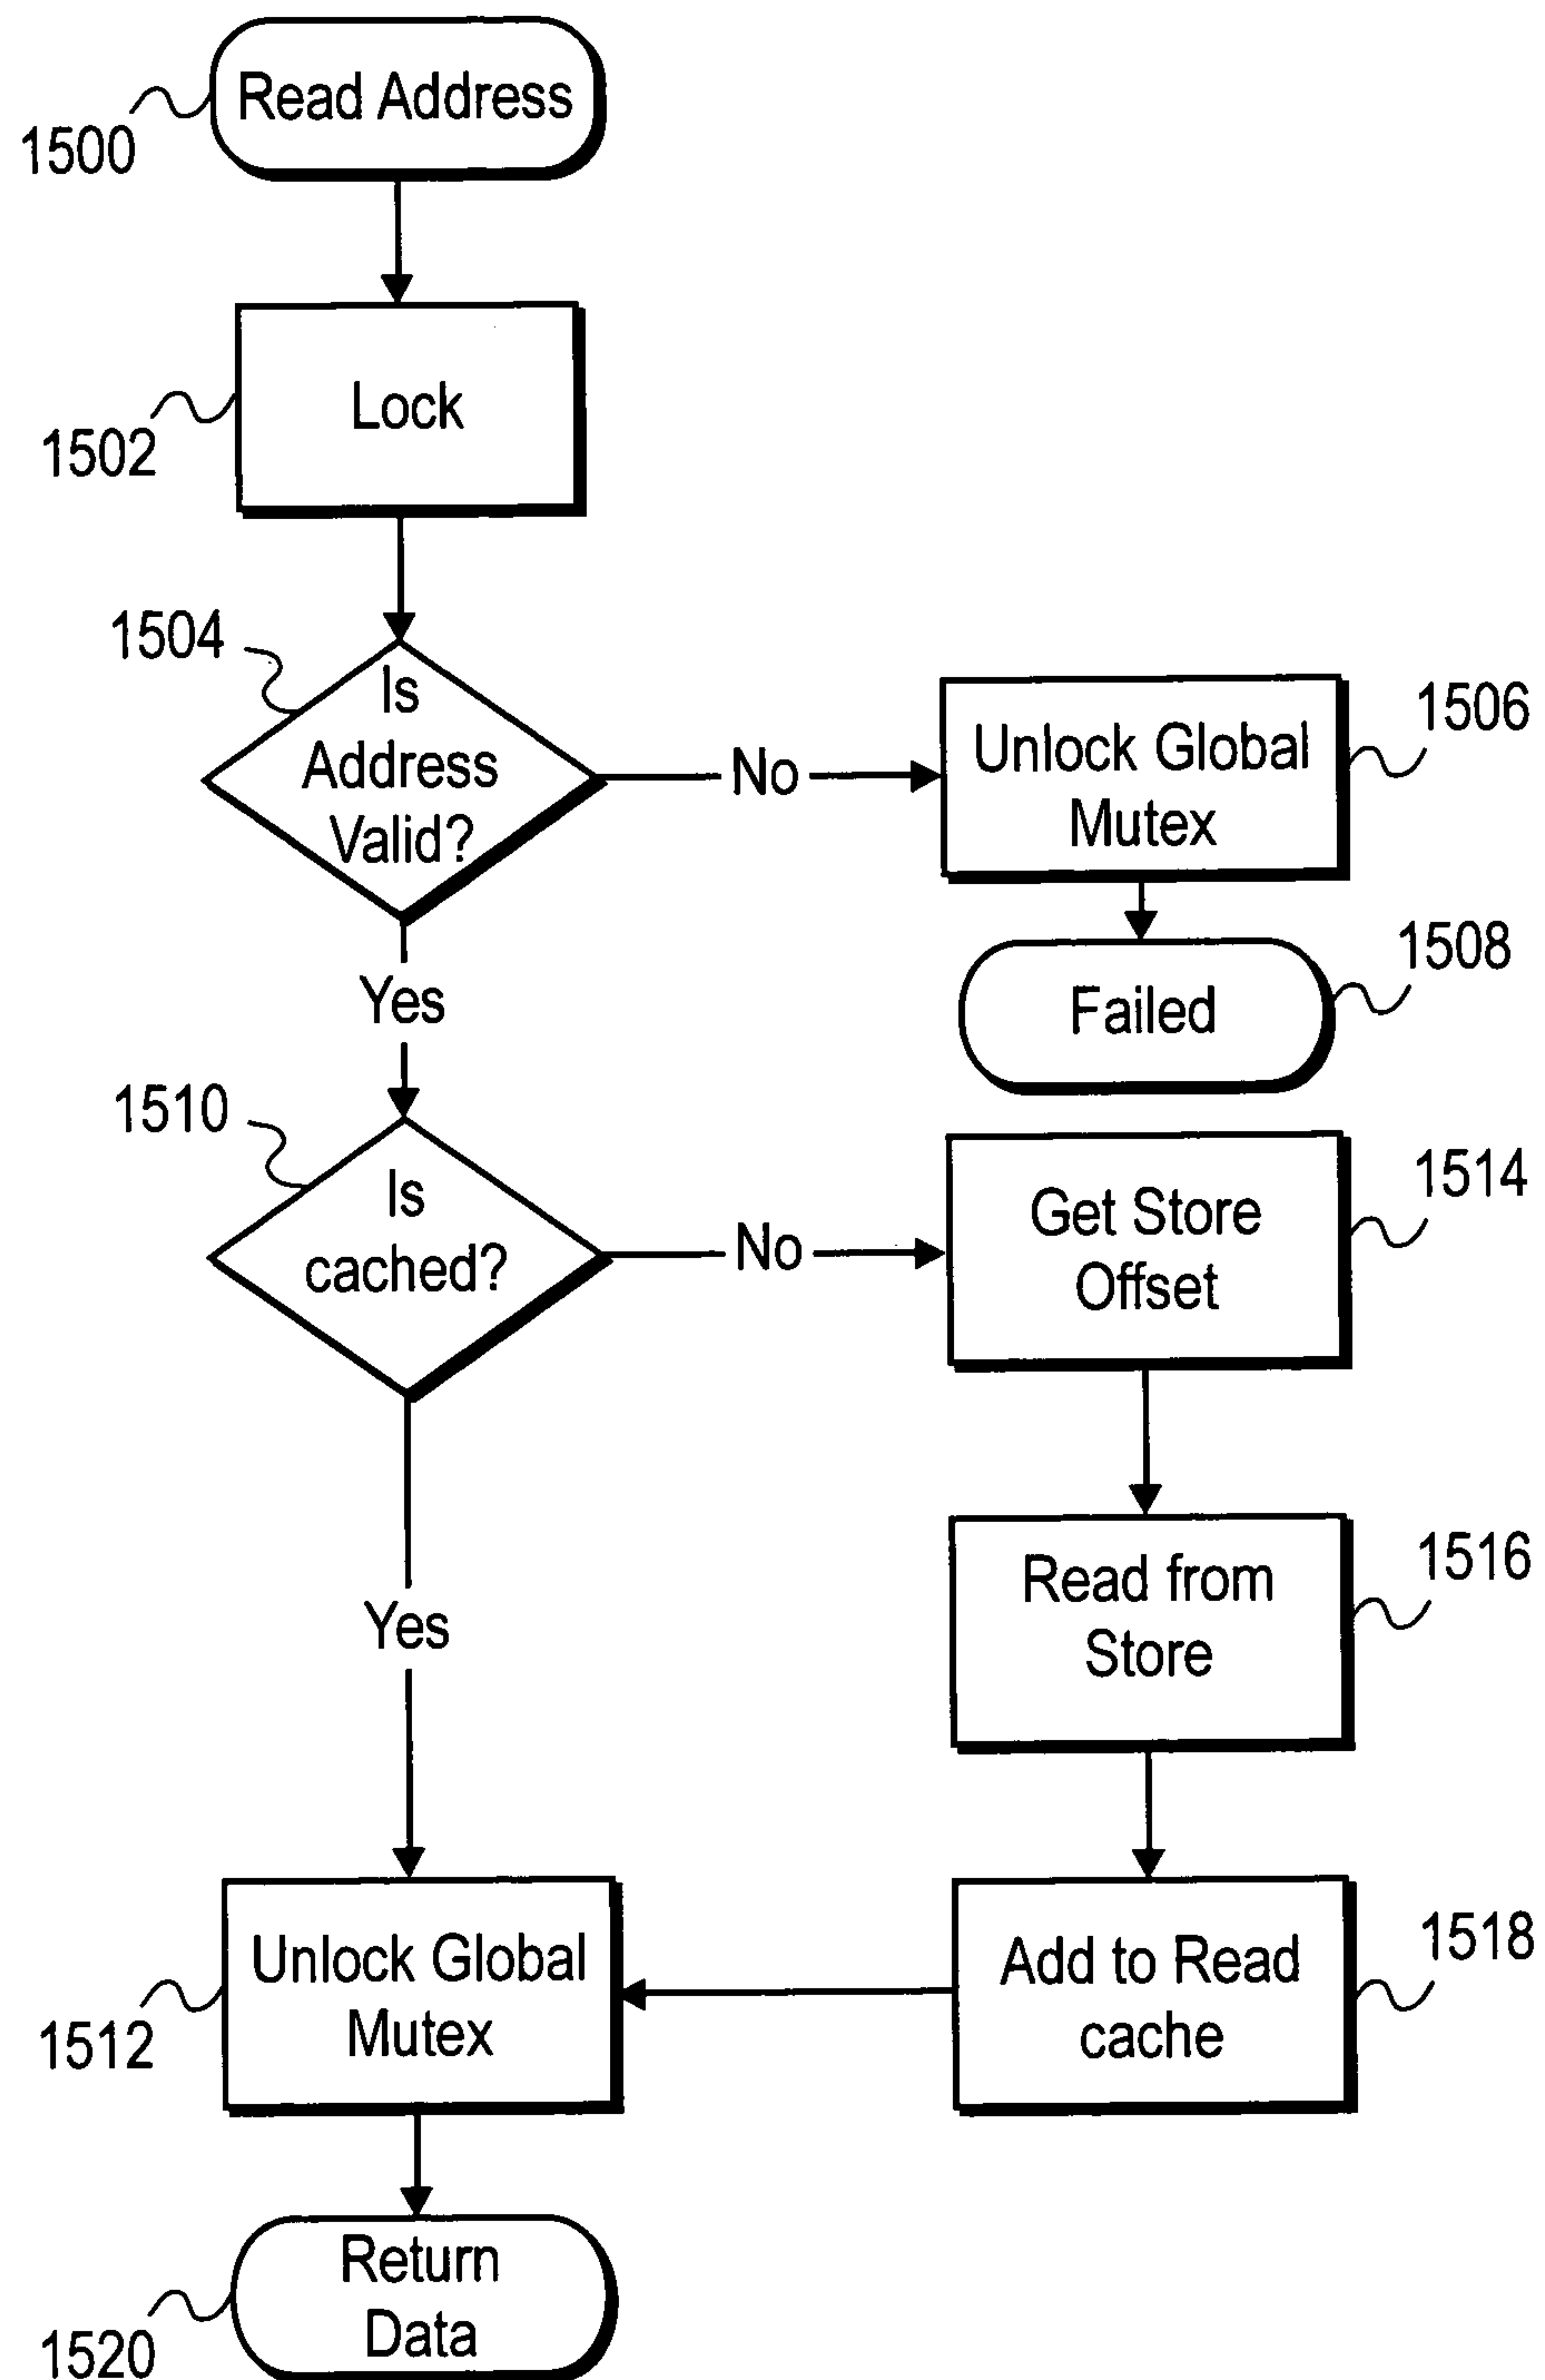 Read Address
1500
Lock
1502
1504
Is
Address
Valid?
No
Unlock Global
Mutex
1506
Failed
1508
Yes
1510
Is
cached?
No
Get Store
Offset
1514
Read from
Store
1516
Yes
Unlock Global
Mutex
1512
Add to Read
cache
1518
Return
Data
1520